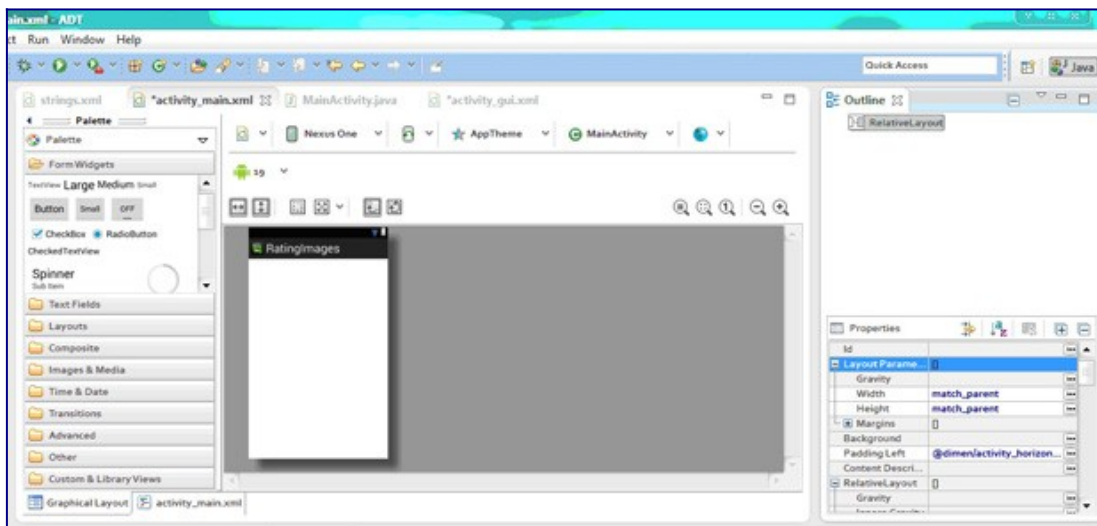 ain.xml - ADT
ct Run Window Help
Quick Access
Java
strings.xml
*activity_main.xml
MainActivity.java
*activity_gui.xml
Outline
Palette
RelativeLayout
Palette
Nexus One
AppTheme
MainActivity
Form Widgets
19
TextView Large Medium Small
Button Small OFF
CheckBox RadioButton
CheckedTextView
RatingImages
Spinner
Sub Item
Text Fields
Layouts
Composite
Images & Media
Time & Date
Transitions
Advanced
Other
Custom & Library Views
Graphical Layout
activity_main.xml
Properties
Id
Layout Parame... []
Gravity
Width match_parent
Height match_parent
Margins []
Background
Padding Left @dimen/activity_horizon...
Content Descri...
RelativeLayout []
Gravity